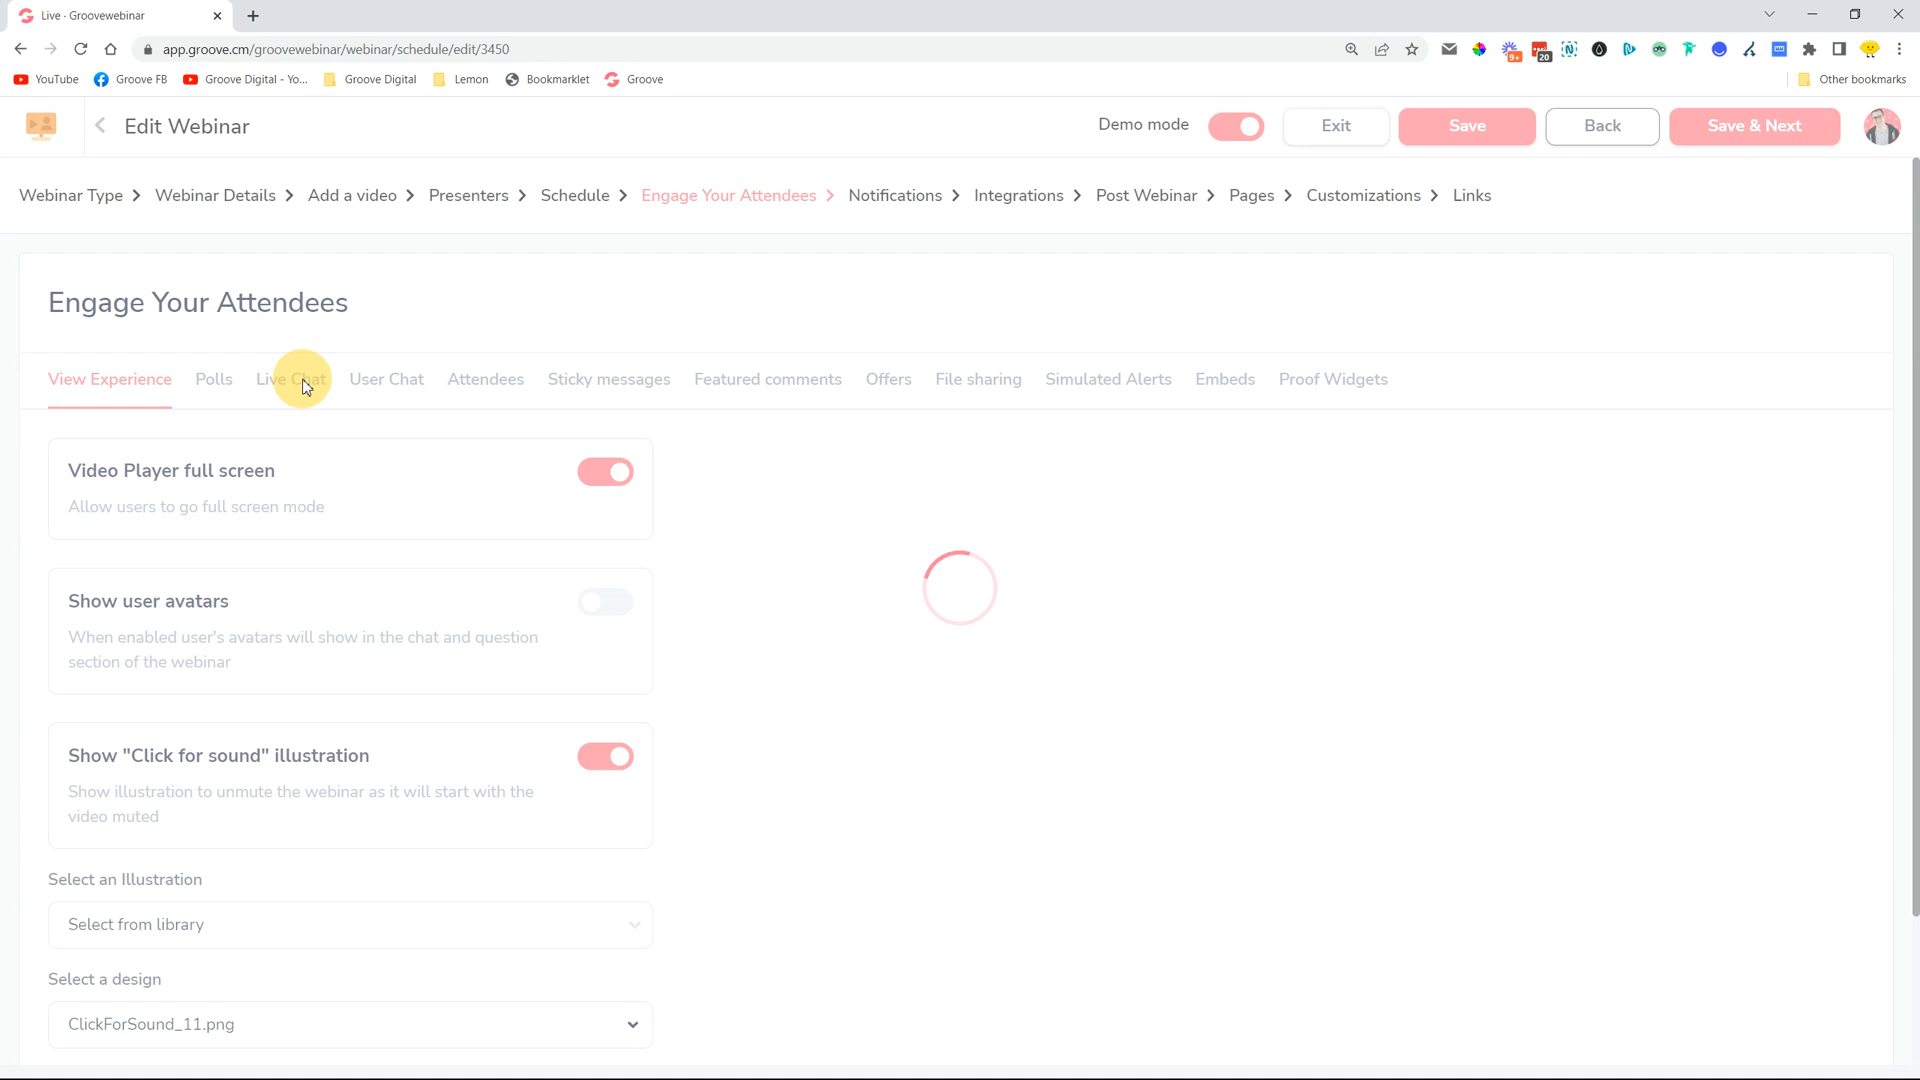 Live - Groovewebinar
app.groove.cm/groovewebinar/webinar/schedule/edit/3450
9+
20
YouTube
Groove FB
Groove Digital - Yo...
Groove Digital
Lemon
Bookmarklet
Groove
Other bookmarks
Edit Webinar
Demo mode
Exit
Save
Back
Save & Next
Webinar Type
Webinar Details
Add a video
Presenters
Schedule
Engage Your Attendees
Notifications
Integrations
Post Webinar
Pages
Customizations
Links
Engage Your Attendees
View Experience
Polls
Live Chat
User Chat
Attendees
Sticky messages
Featured comments
Offers
File sharing
Simulated Alerts
Embeds
Proof Widgets
Video Player full screen
Allow users to go full screen mode
Show user avatars
When enabled user's avatars will show in the chat and question
section of the webinar
Show "Click for sound" illustration
Show illustration to unmute the webinar as it will start with the
video muted
Select an Illustration
Select from library
Select a design
ClickForSound_11.png